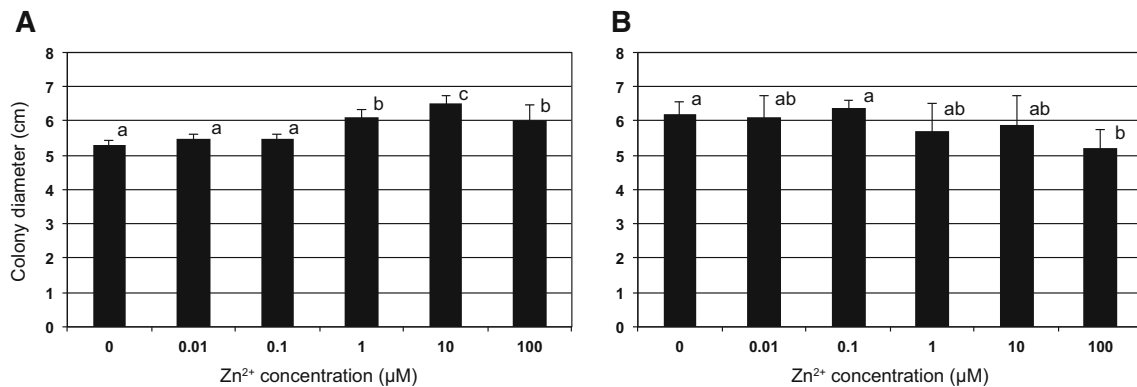 A
B
8
7
6
5
4
3
2
1
0
Colony diameter (cm)
a
a
a
b
c
b
0 0.01 0.1 1 10 100
Zn²⁺ concentration (µM)
8
7
6
5
4
3
2
1
0
a
ab
a
ab
ab
b
0 0.01 0.1 1 10 100
Zn²⁺ concentration (µM)